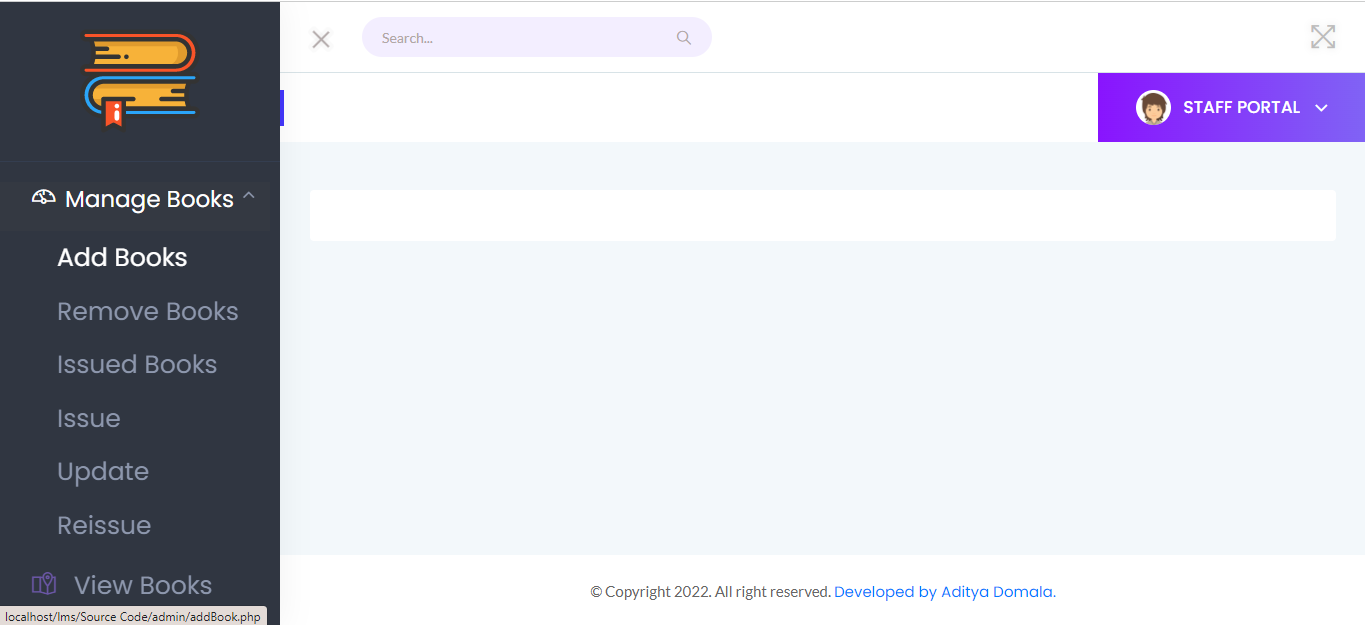 Search...
STAFF PORTAL
Manage Books
Add Books
Remove Books
Issued Books
Issue
Update
Reissue
View Books
© Copyright 2022. All right reserved. Developed by Aditya Domala.
localhost/lms/Source Code/admin/addBook.php